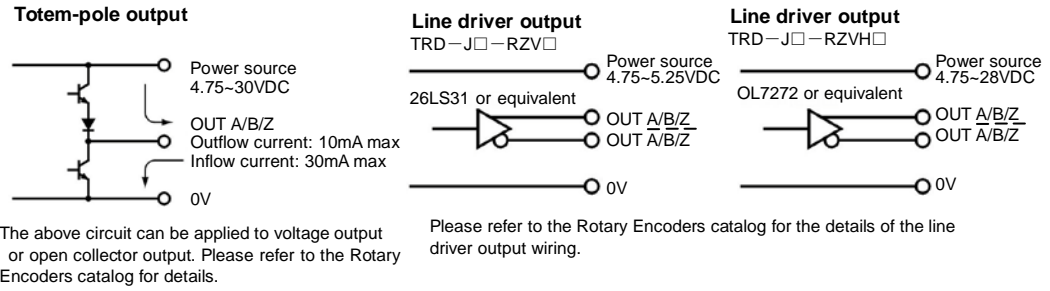 Totem-pole output
Power source
4.75~30VDC
OUT A/B/Z
Outflow current: 10mA max
Inflow current: 30mA max
0V
The above circuit can be applied to voltage output
or open collector output. Please refer to the Rotary
Encoders catalog for details.
Line driver output
TRD－J□－RZV□
Power source
4.75~5.25VDC
26LS31 or equivalent
OUT A/B/Z
OUT A̅/B̅/Z̅
0V
Line driver output
TRD－J□－RZVH□
Power source
4.75~28VDC
OL7272 or equivalent
OUT A/B/Z
OUT A̅/B̅/Z̅
0V
Please refer to the Rotary Encoders catalog for the details of the line
driver output wiring.